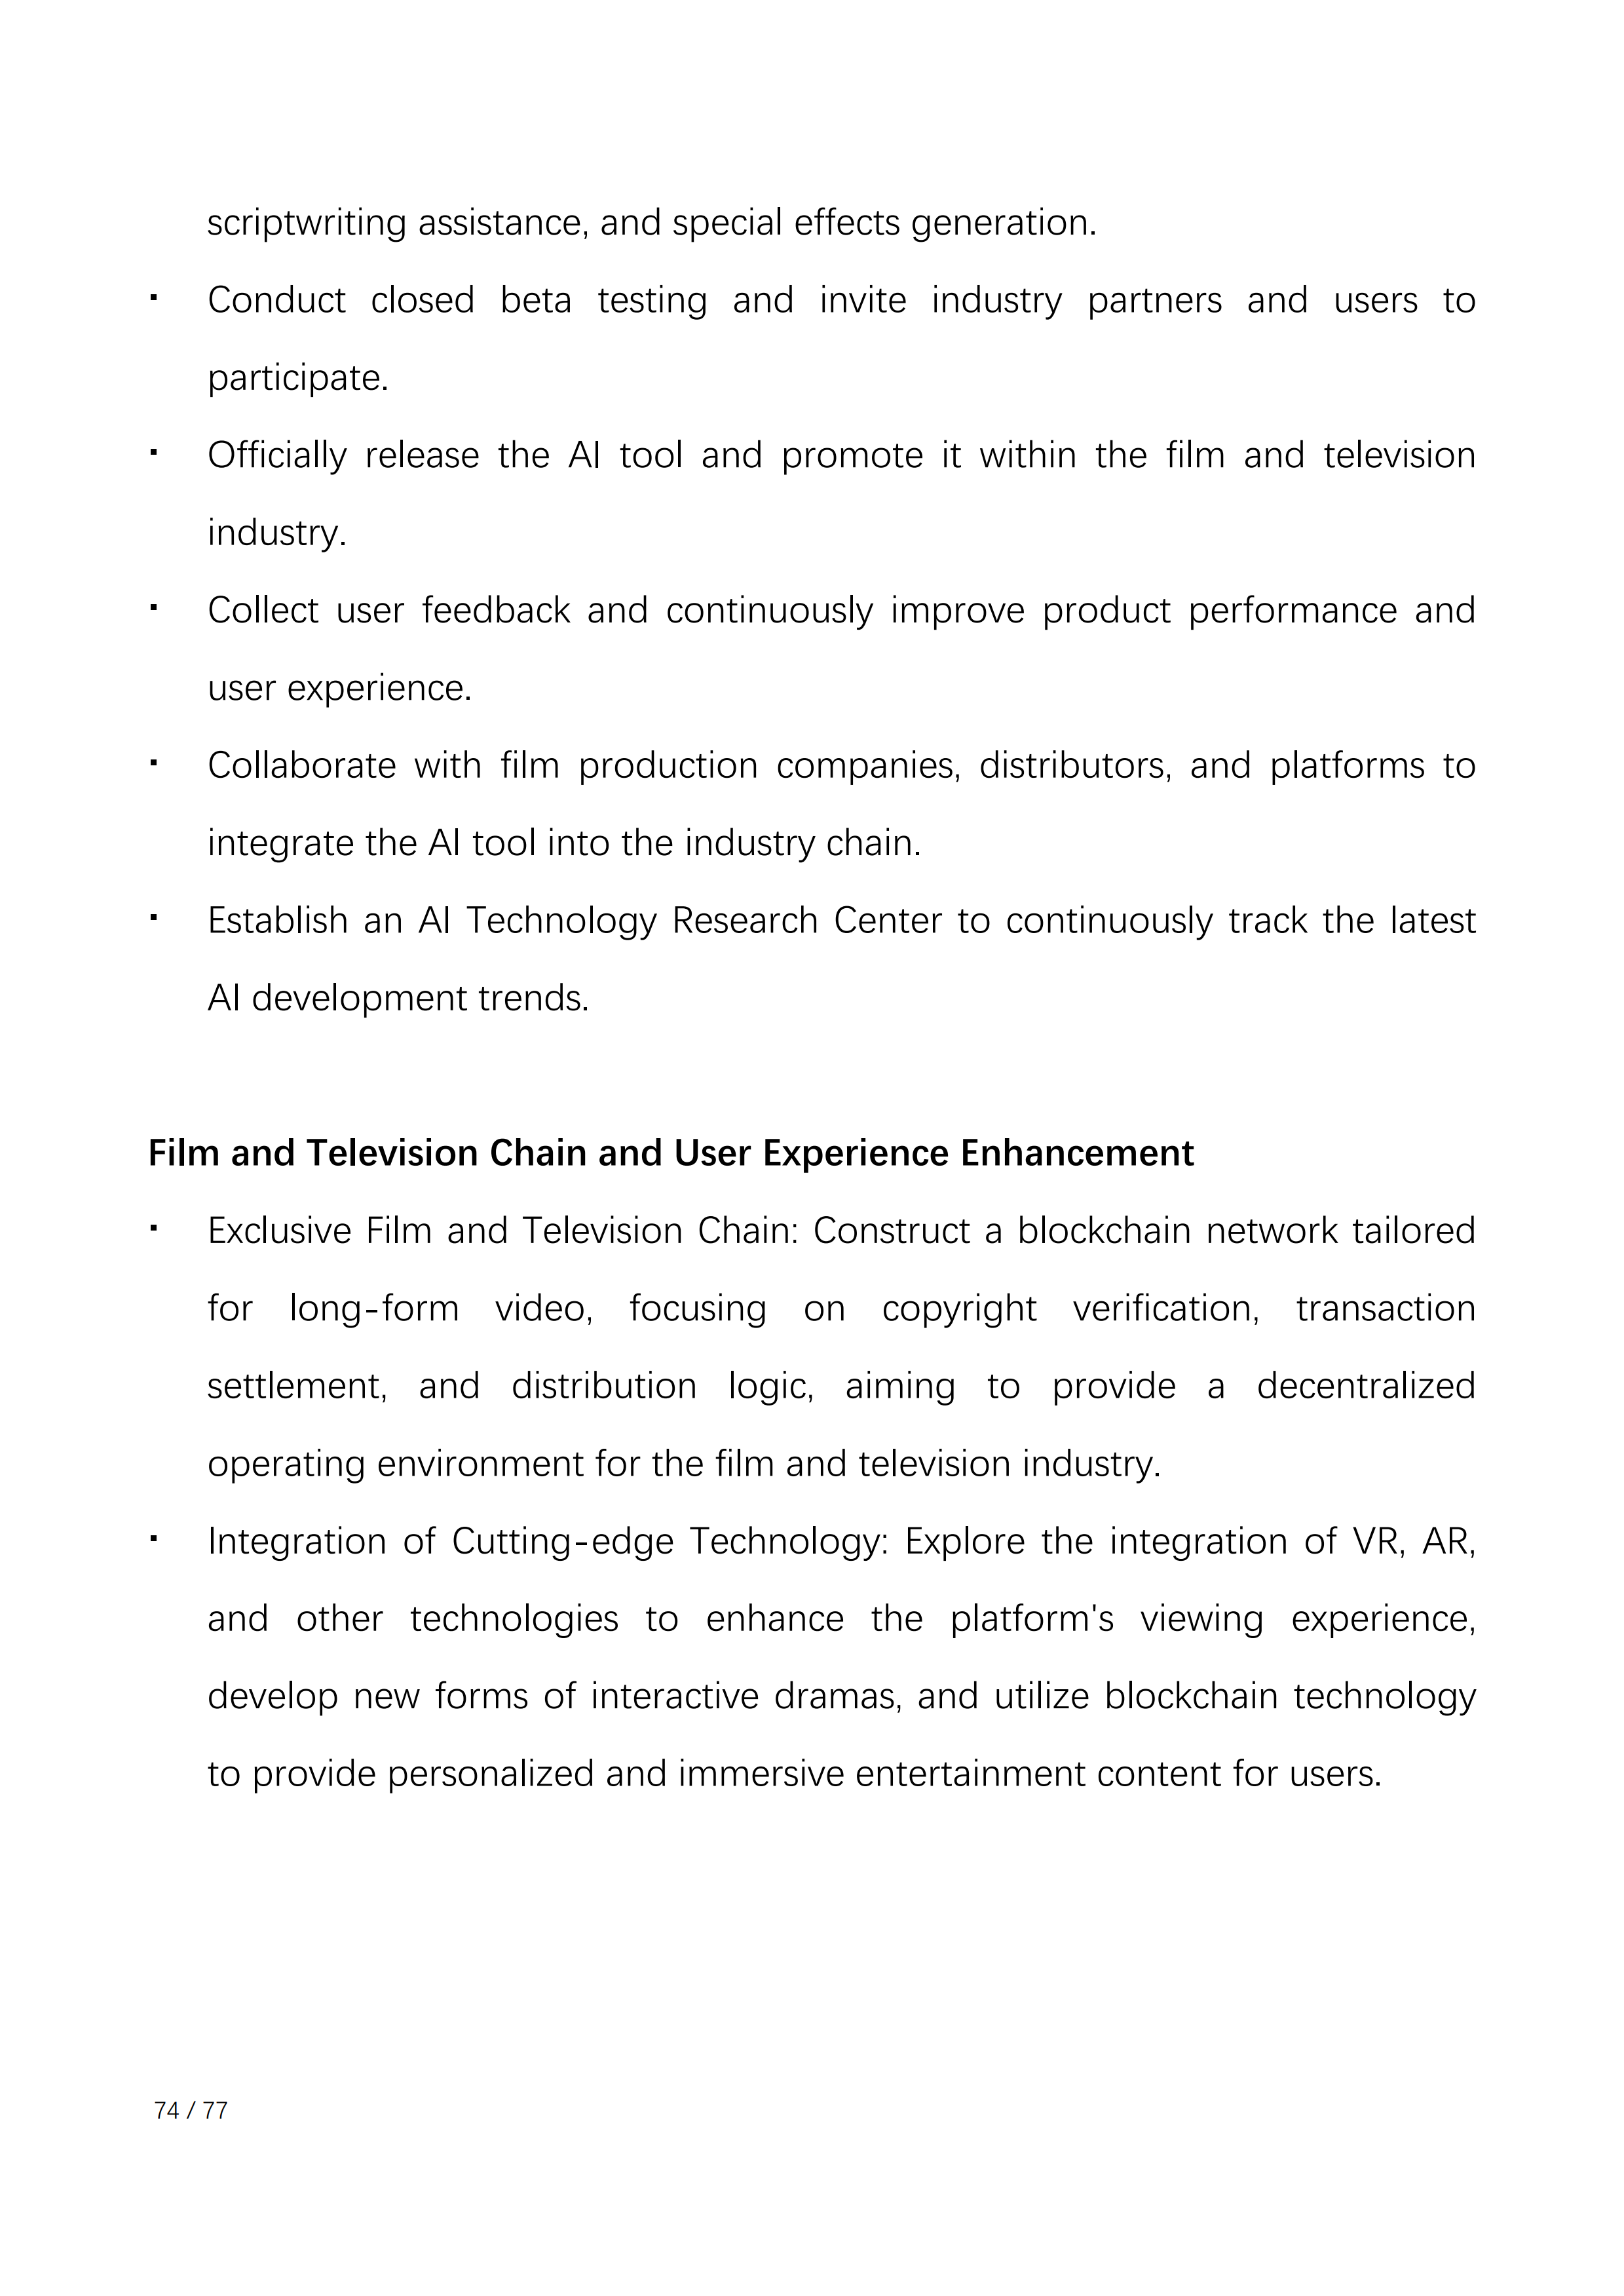 scriptwriting assistance, and special effects generation.
▪ Conduct closed beta testing and invite industry partners and users to
participate.
▪ Officially release the AI tool and promote it within the film and television
industry.
▪ Collect user feedback and continuously improve product performance and
user experience.
▪ Collaborate with film production companies, distributors, and platforms to
integrate the AI tool into the industry chain.
▪ Establish an AI Technology Research Center to continuously track the latest
AI development trends.
Film and Television Chain and User Experience Enhancement
▪ Exclusive Film and Television Chain: Construct a blockchain network tailored
for long-form video, focusing on copyright verification, transaction
settlement, and distribution logic, aiming to provide a decentralized
operating environment for the film and television industry.
▪ Integration of Cutting-edge Technology: Explore the integration of VR, AR,
and other technologies to enhance the platform's viewing experience,
develop new forms of interactive dramas, and utilize blockchain technology
to provide personalized and immersive entertainment content for users.
74 / 77